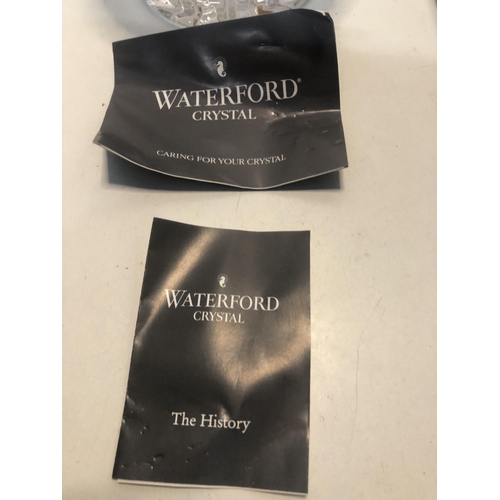 WATERFORD®
CRYSTAL
CARING FOR YOUR CRYSTAL
WATERFORD
CRYSTAL
The History